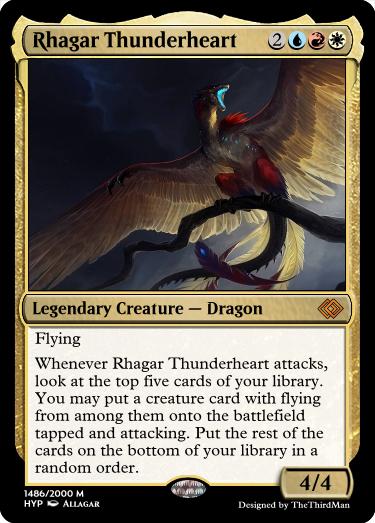 Rhagar Thunderheart 2
Legendary Creature — Dragon
Flying
Whenever Rhagar Thunderheart attacks,
look at the top five cards of your library.
You may put a creature card with flying
from among them onto the battlefield
tapped and attacking. Put the rest of the
cards on the bottom of your library in a
random order.
4/4
1486/2000 M
HYP ALLAGAR
Designed by TheThirdMan